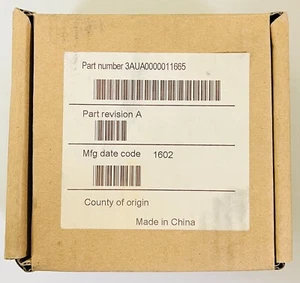 Part number 3AUA0000011665
Part revision A
Mfg date code 1602
County of origin
Made in China